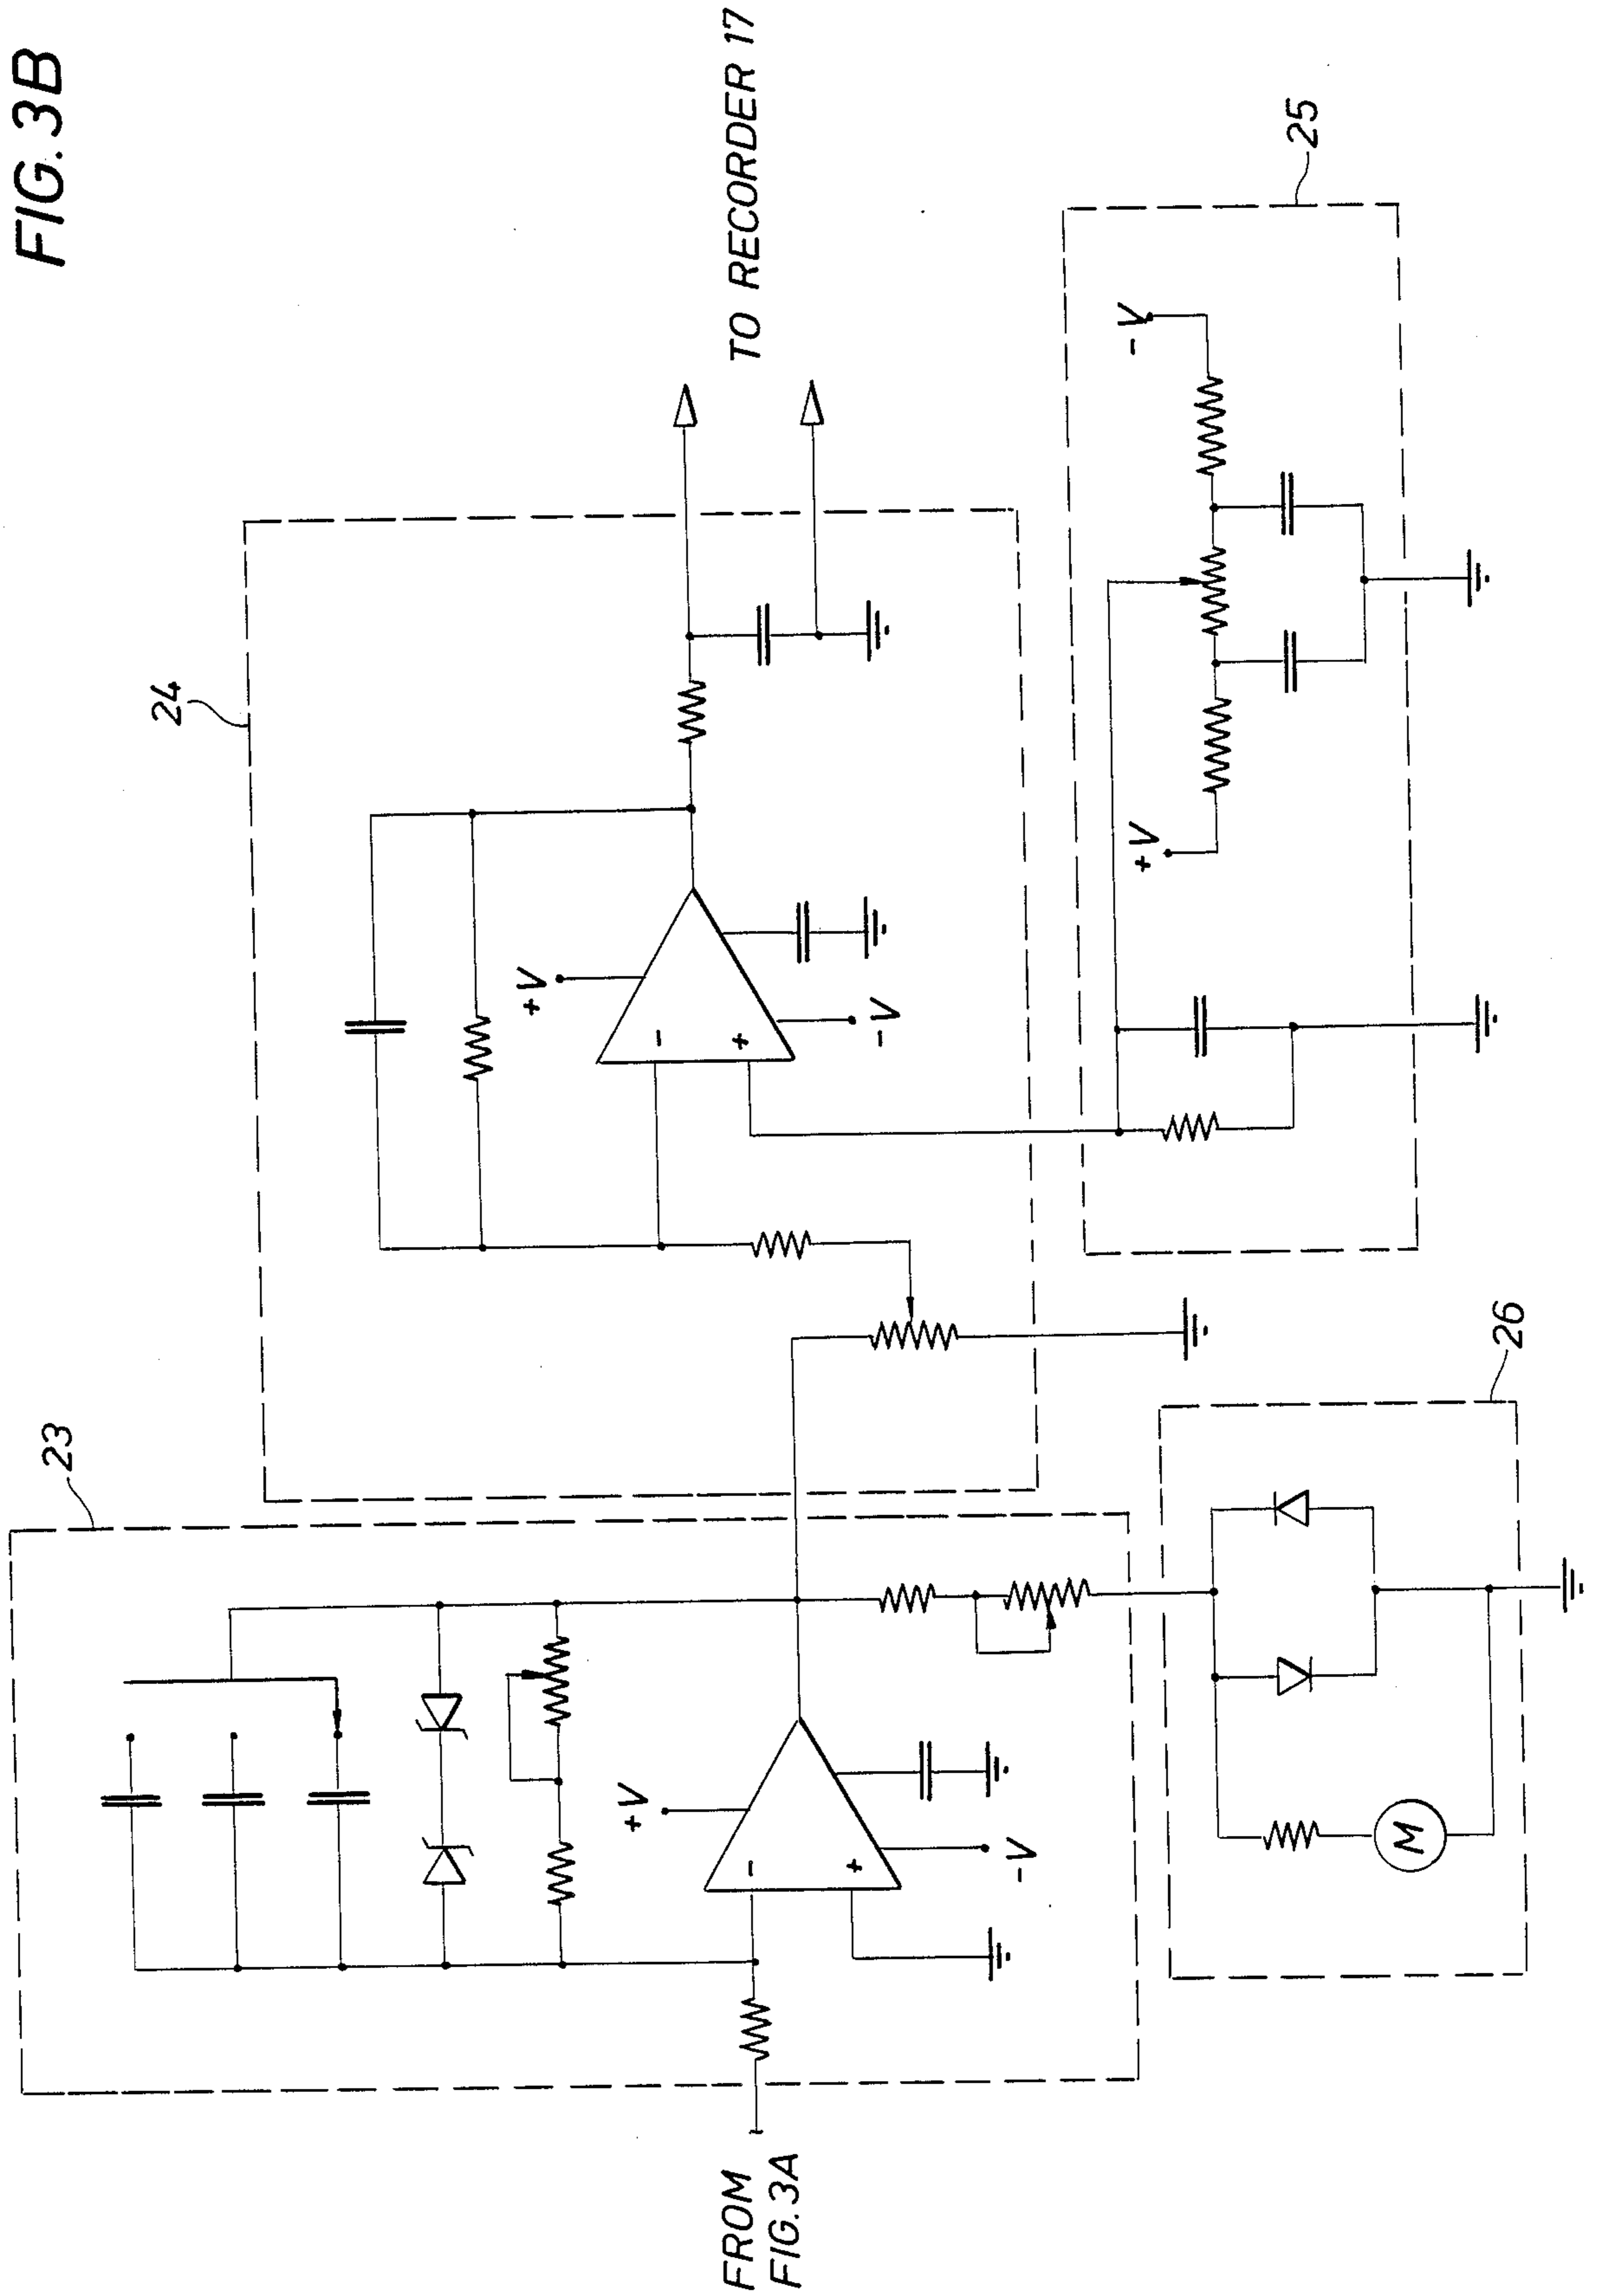 FIG. 3B
23
24
+V
-
+
-V
TO RECORDER 17
FROM
FIG. 3A
+V
-
+
-V
+V
-V
25
26
M